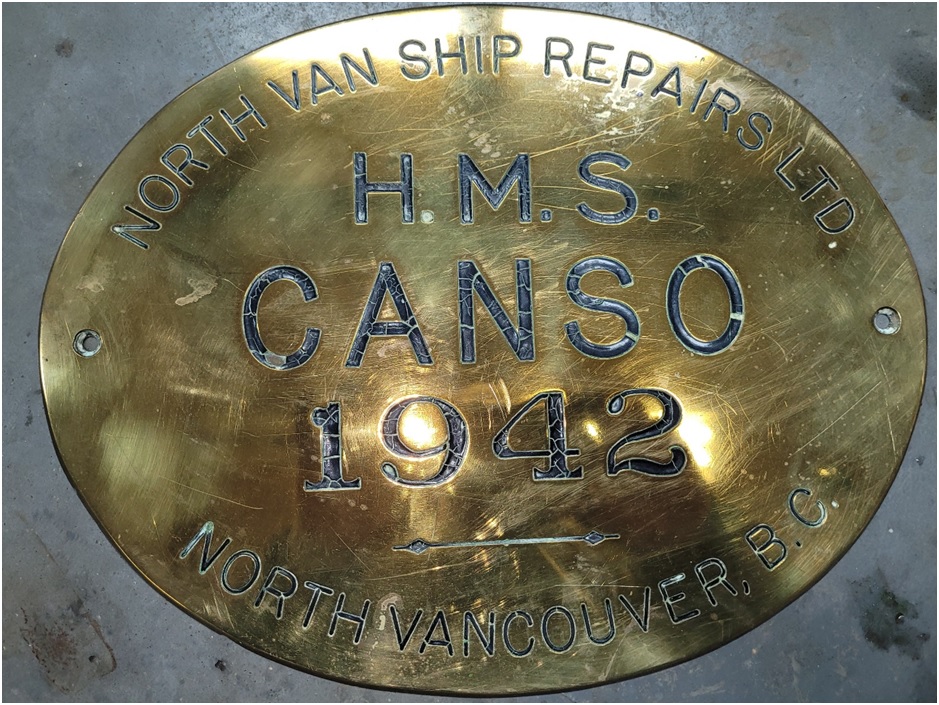 NORTH VAN SHIP REPAIRS LTD
H.M.S.
CANSO
1942
NORTH VANCOUVER, B.C.